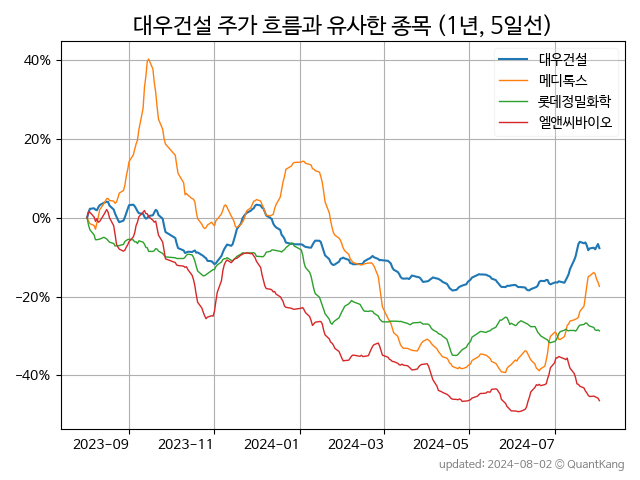 대우건설 주가 흐름과 유사한 종목 (1년, 5일선)
대우건설
메디톡스
롯데정밀화학
엘앤씨바이오
40%
20%
0%
−20%
−40%
2023-09
2023-11
2024-01
2024-03
2024-05
2024-07
updated: 2024-08-02 © QuantKang